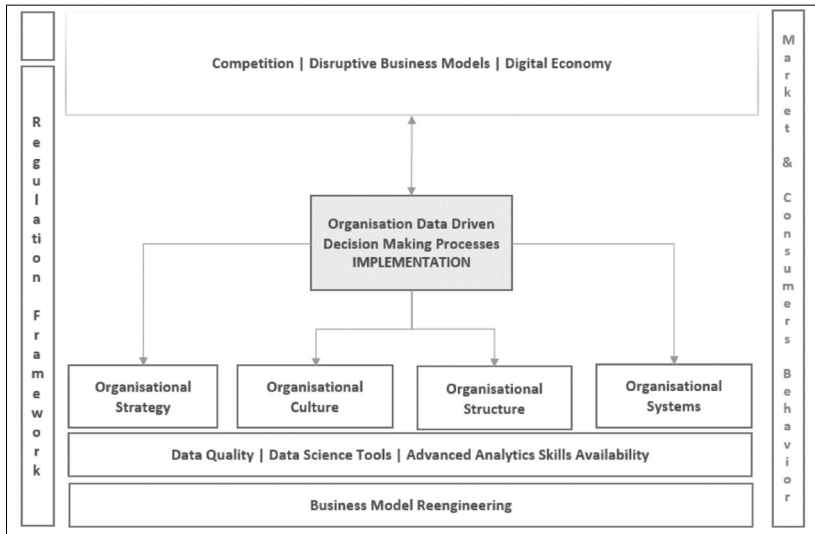 Competition | Disruptive Business Models | Digital Economy
Regulation Framework
Market & Consumers Behavior
Organisation Data Driven
Decision Making Processes
IMPLEMENTATION
Organisational
Strategy
Organisational
Culture
Organisational
Structure
Organisational
Systems
Data Quality | Data Science Tools | Advanced Analytics Skills Availability
Business Model Reengineering